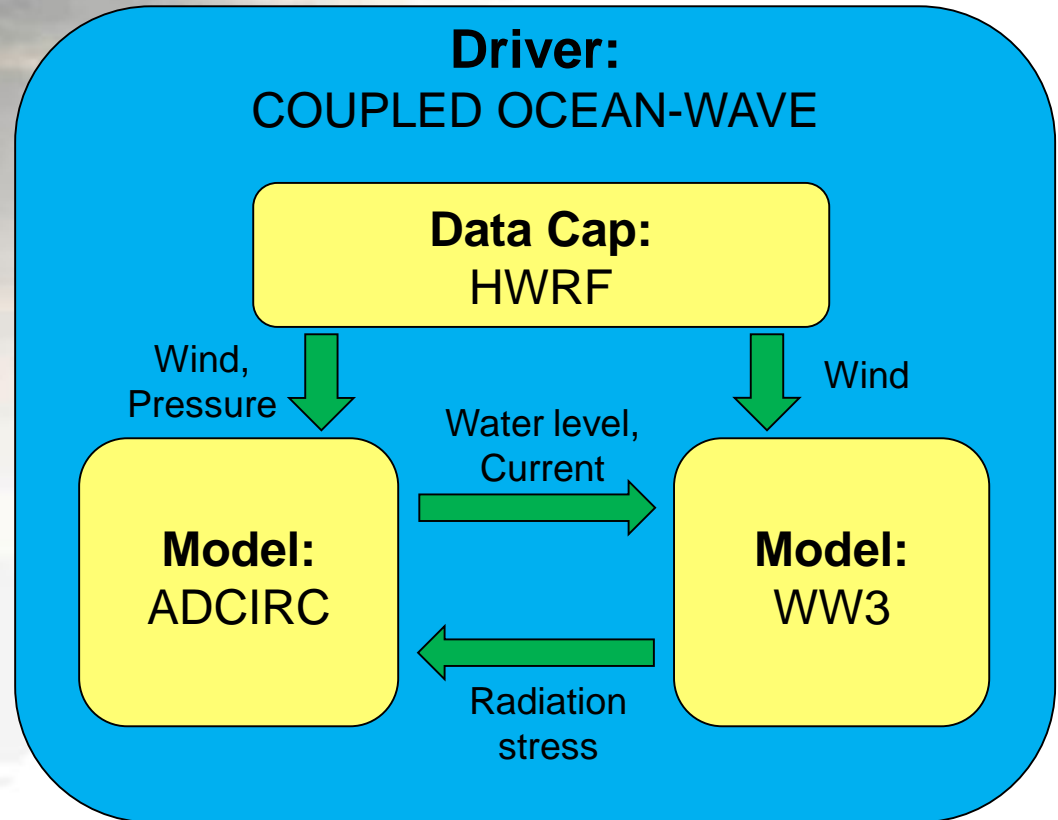 Driver:
COUPLED OCEAN-WAVE
Data Cap:
HWRF
Wind,
Pressure
Wind
Water level,
Current
Model:
ADCIRC
Model:
WW3
Radiation
stress